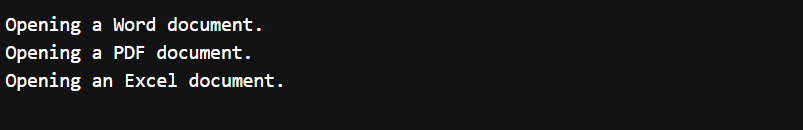 Opening a Word document.
Opening a PDF document.
Opening an Excel document.